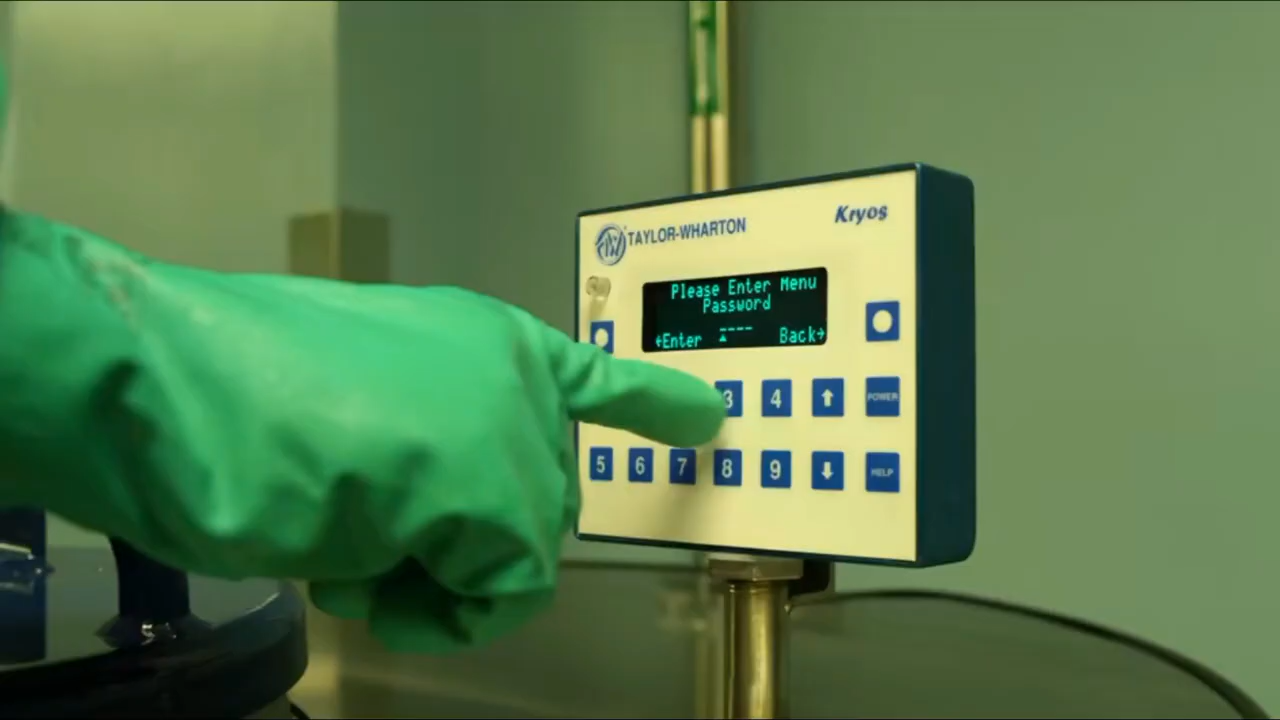 TAYLOR-WHARTON
Kryos
Please Enter Menu
Password
----
←Enter Back→
3 4 ↑ POWER
5 6 7 8 9 ↓ HELP